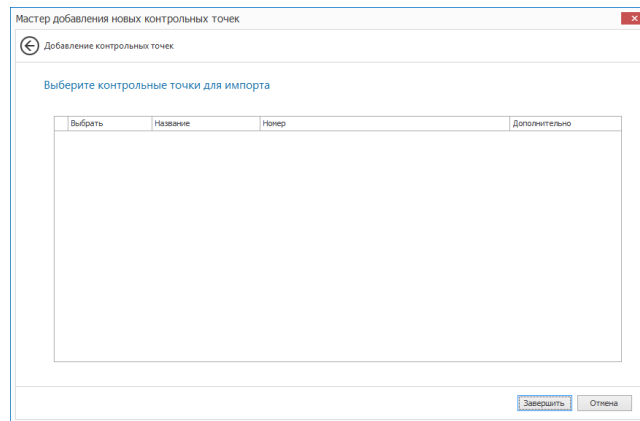 Мастер добавления новых контрольных точек
Добавление контрольных точек
Выберите контрольные точки для импорта
Выбрать Название Номер Дополнительно
Завершить Отмена